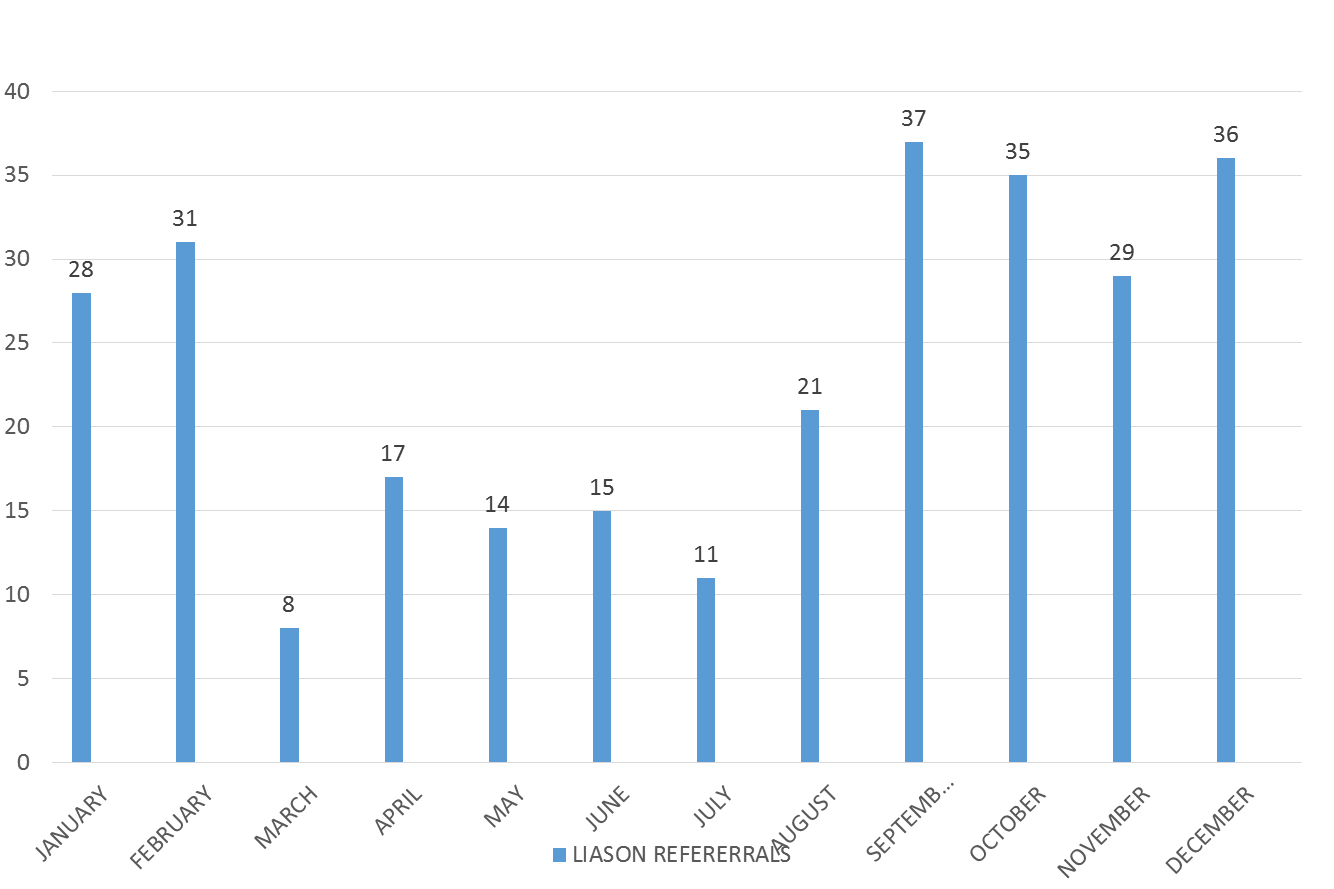 40
35
30
25
20
15
10
5
0
28
31
8
17
14
15
11
21
37
35
29
36
JANUARY
FEBRUARY
MARCH
APRIL
MAY
JUNE
JULY
AUGUST
SEPTEMB...
OCTOBER
NOVEMBER
DECEMBER
LIASON REFERERRALS